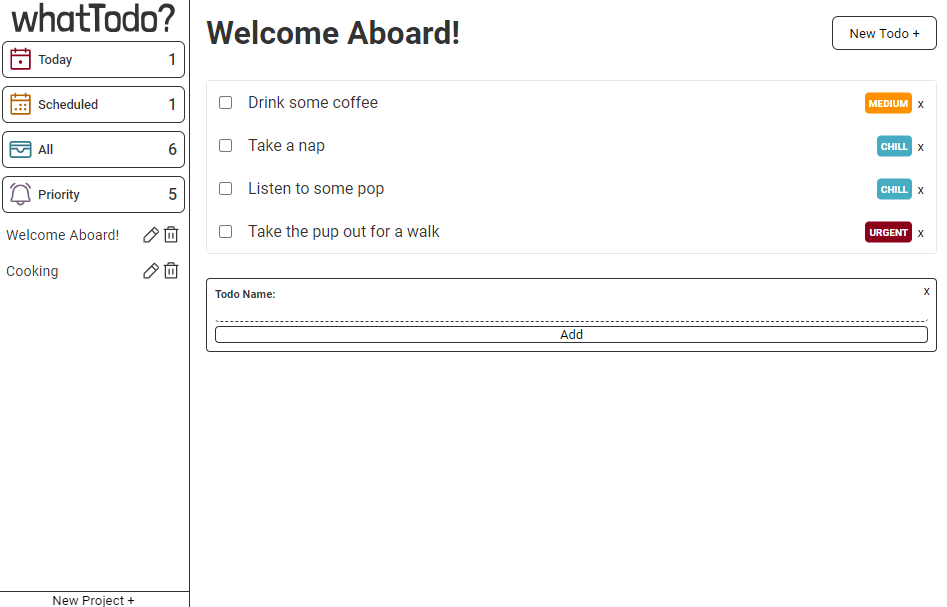 whatTodo?
Today 1
Scheduled 1
All 6
Priority 5
Welcome Aboard!
Cooking
New Project +
Welcome Aboard!
New Todo +
Drink some coffee MEDIUM x
Take a nap CHILL x
Listen to some pop CHILL x
Take the pup out for a walk URGENT x
Todo Name: x
Add